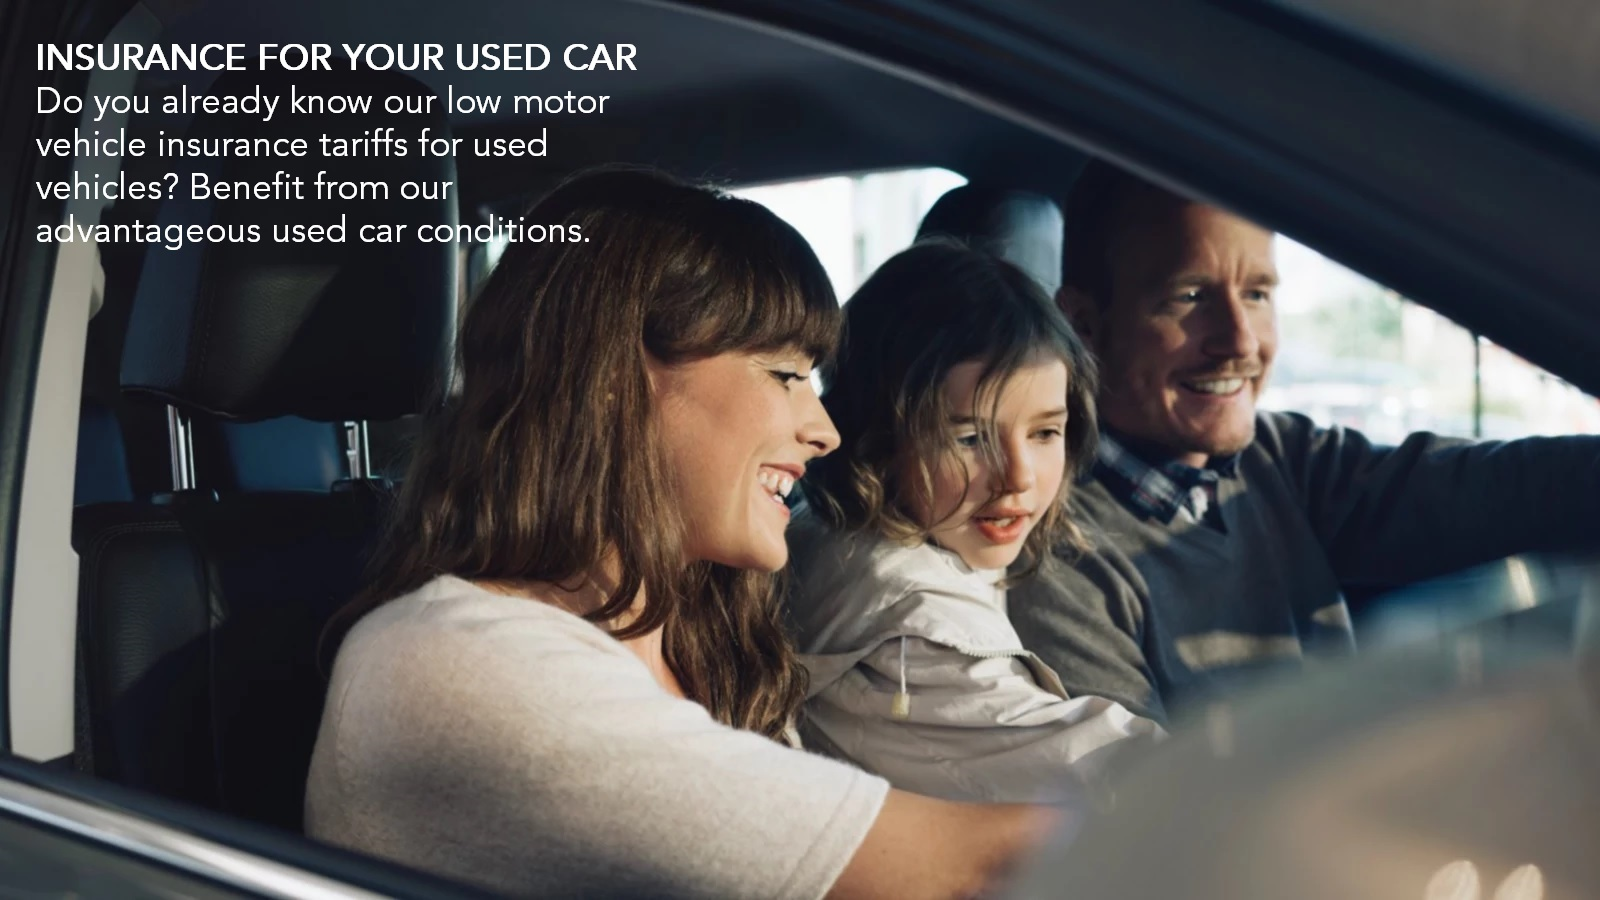 INSURANCE FOR YOUR USED CAR
Do you already know our low motor
vehicle insurance tariffs for used
vehicles? Benefit from our
advantageous used car conditions.